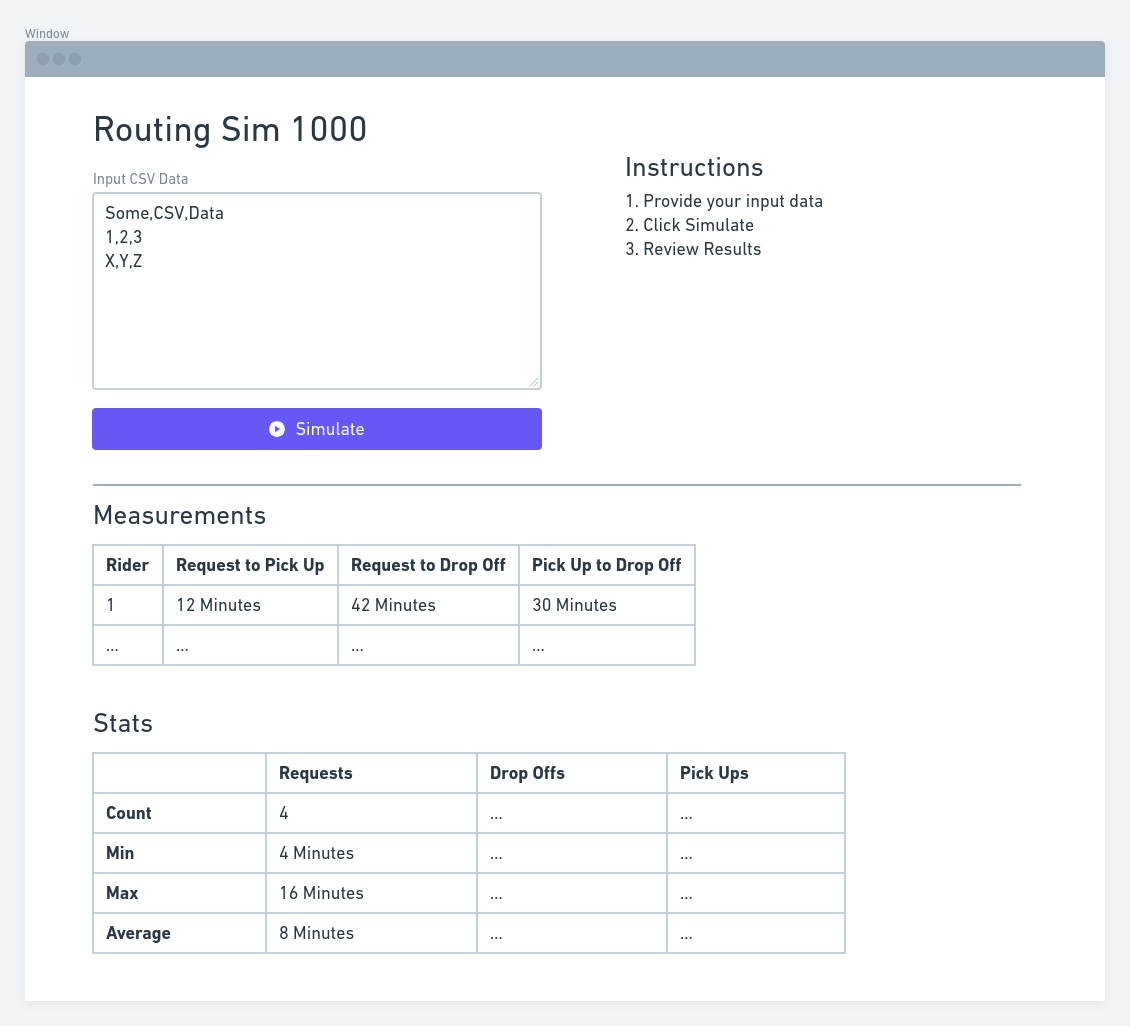 Window
Routing Sim 1000
Input CSV Data
Some,CSV,Data
1,2,3
X,Y,Z
Simulate
Instructions
1. Provide your input data
2. Click Simulate
3. Review Results
Measurements
Rider Request to Pick Up Request to Drop Off Pick Up to Drop Off
1 12 Minutes 42 Minutes 30 Minutes
... ... ... ...
Stats
Requests Drop Offs Pick Ups
Count 4 ... ...
Min 4 Minutes ... ...
Max 16 Minutes ... ...
Average 8 Minutes ... ...